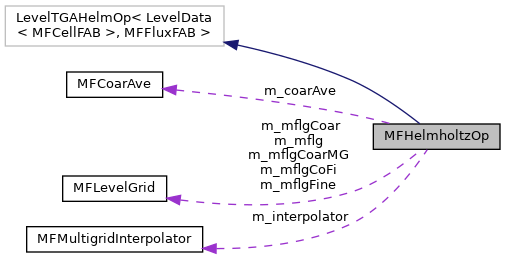 LevelTGAHelmOp< LevelData
< MFCellFAB >, MFFluxFAB >
MFCoarAve
m_coarAve
MFHelmholtzOp
m_mflgCoar
m_mflg
m_mflgCoarMG
m_mflgCoFi
m_mflgFine
MFLevelGrid
m_interpolator
MFMultigridInterpolator